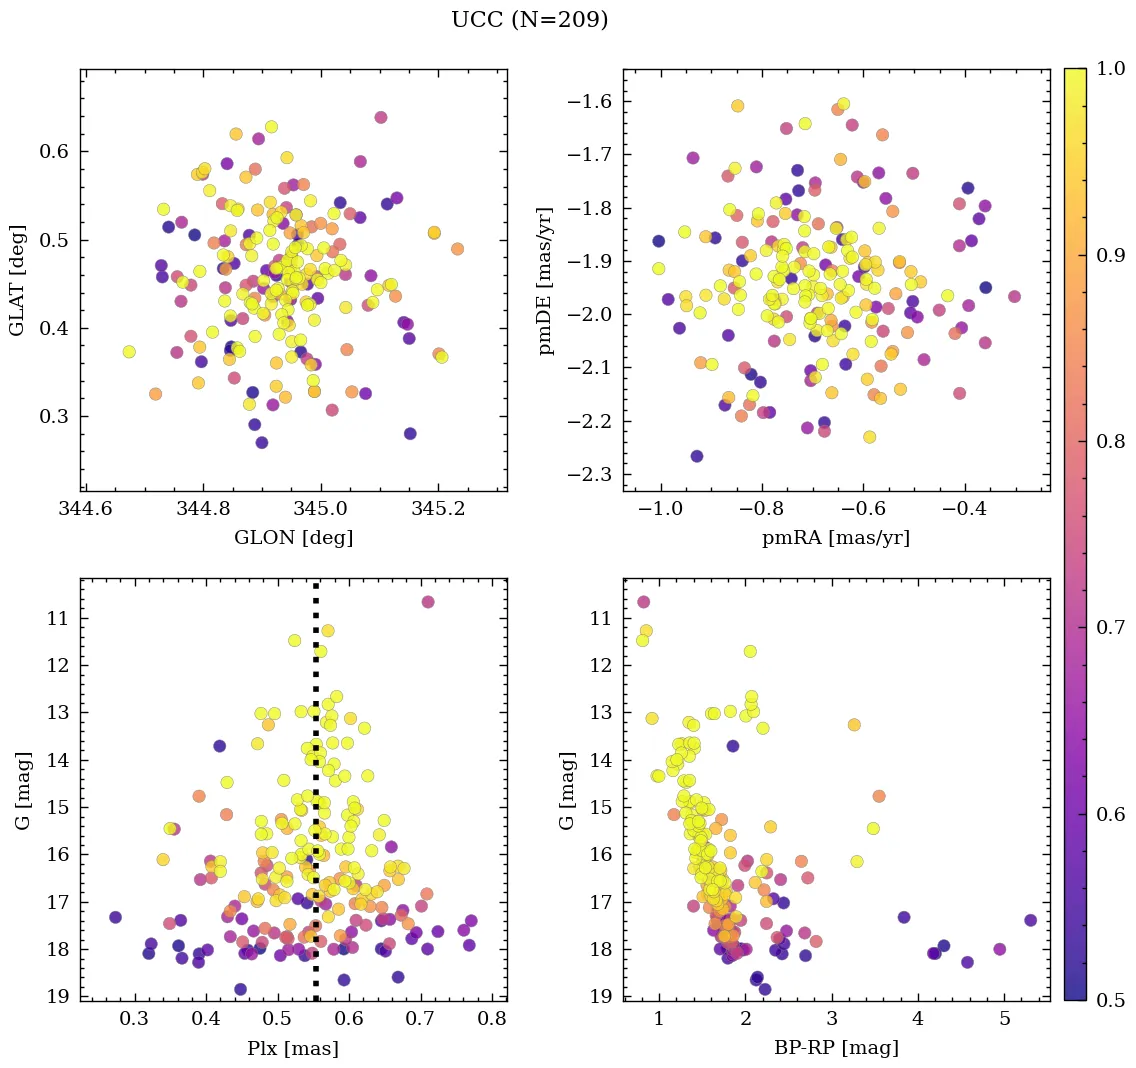 UCC (N=209)
0.6
0.5
0.4
0.3
GLAT [deg]
344.6 344.8 345.0 345.2
GLON [deg]
−1.6
−1.7
−1.8
−1.9
−2.0
−2.1
−2.2
−2.3
pmDE [mas/yr]
−1.0 −0.8 −0.6 −0.4
pmRA [mas/yr]
11
12
13
14
15
16
17
18
19
G [mag]
0.3 0.4 0.5 0.6 0.7 0.8
Plx [mas]
11
12
13
14
15
16
17
18
19
G [mag]
1 2 3 4 5
BP-RP [mag]
1.0
0.9
0.8
0.7
0.6
0.5